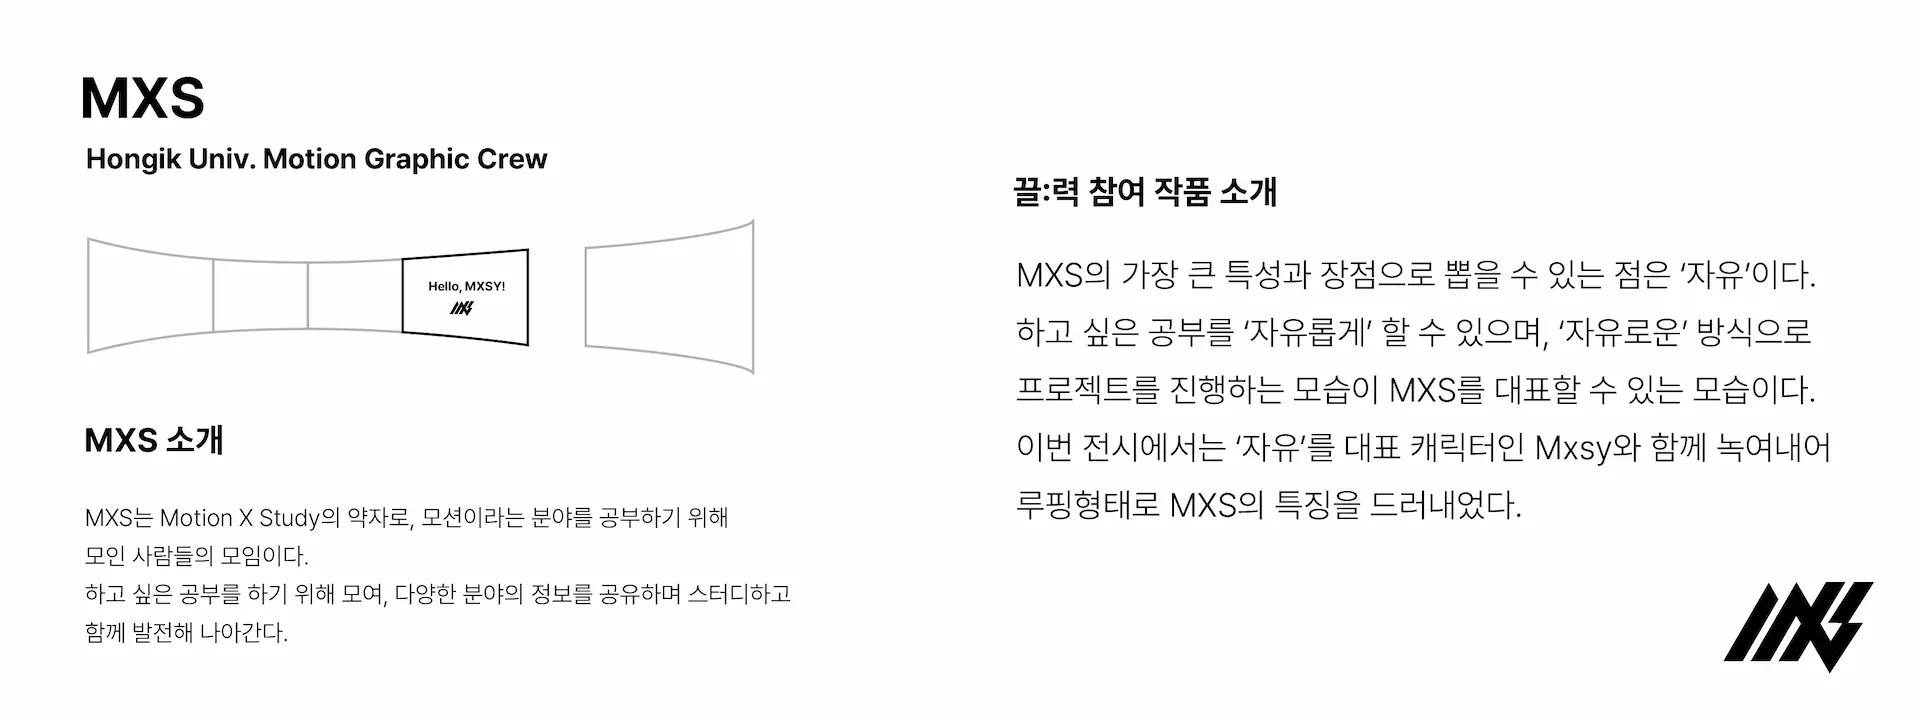 MXS
Hongik Univ. Motion Graphic Crew
Hello, MXSY!
MXS 소개
MXS는 Motion X Study의 약자로, 모션이라는 분야를 공부하기 위해
모인 사람들의 모임이다.
하고 싶은 공부를 하기 위해 모여, 다양한 분야의 정보를 공유하며 스터디하고
함께 발전해 나아간다.
끌:력 참여 작품 소개
MXS의 가장 큰 특성과 장점으로 뽑을 수 있는 점은 ‘자유’이다.
하고 싶은 공부를 ‘자유롭게’ 할 수 있으며, ‘자유로운’ 방식으로
프로젝트를 진행하는 모습이 MXS를 대표할 수 있는 모습이다.
이번 전시에서는 ‘자유’를 대표 캐릭터인 Mxsy와 함께 녹여내어
루핑형태로 MXS의 특징을 드러내었다.